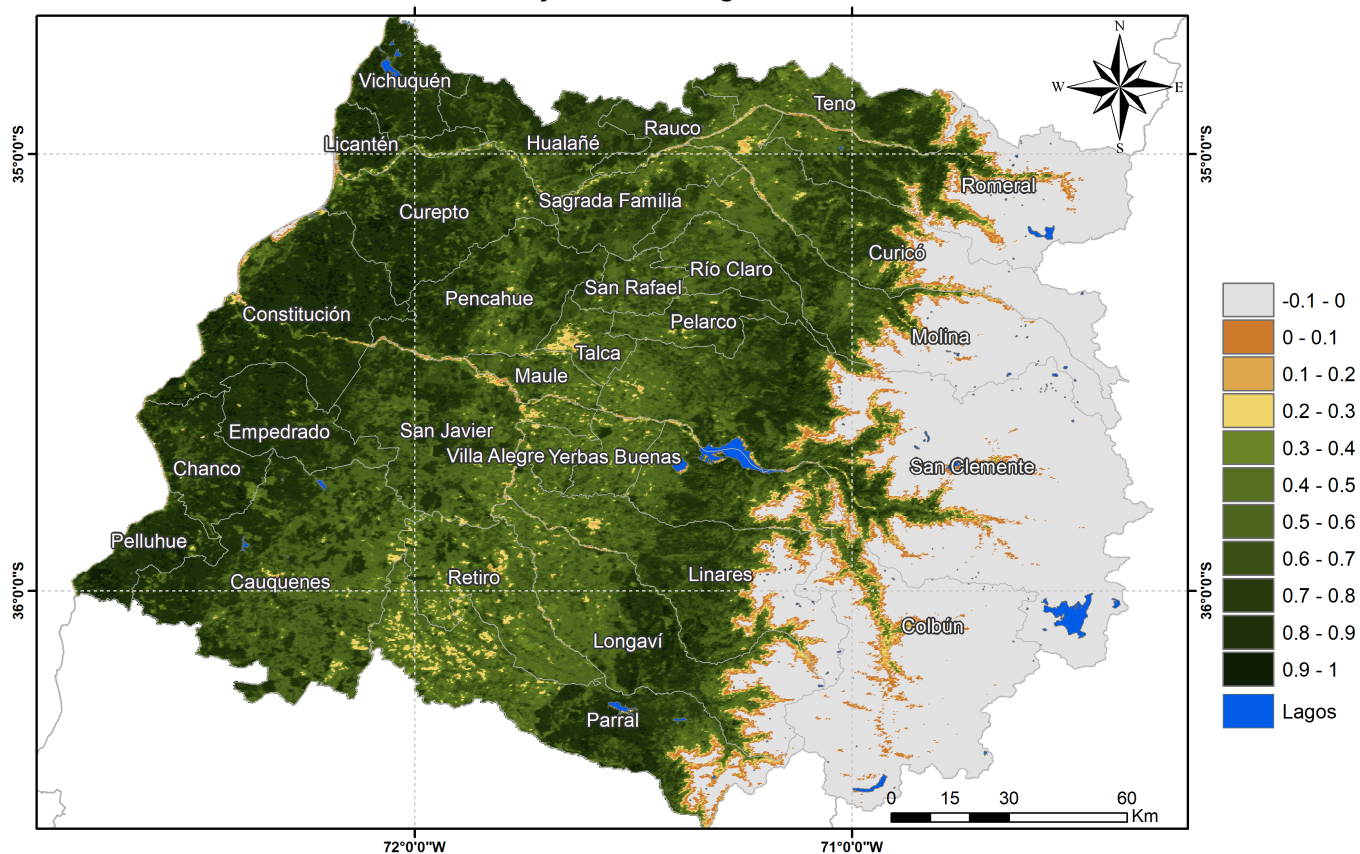 N
W E
S
Vichuquén
Teno
Rauco
Licantén
Hualañé
35°0'0"S
35°0'0"S
Romeral
Sagrada Familia
Curepto
Curicó
Río Claro
San Rafael
Pencahue
Constitución
Pelarco
Molina
Talca
Maule
Empedrado
San Javier
Villa Alegre
Yerbas Buenas
Chanco
San Clemente
Pelluhue
Cauquenes
Retiro
Linares
36°0'0"S
36°0'0"S
Colbún
Longaví
Parral
0 15 30 60
Km
72°0'0"W
71°0'0"W
-0.1 - 0
0 - 0.1
0.1 - 0.2
0.2 - 0.3
0.3 - 0.4
0.4 - 0.5
0.5 - 0.6
0.6 - 0.7
0.7 - 0.8
0.8 - 0.9
0.9 - 1
Lagos